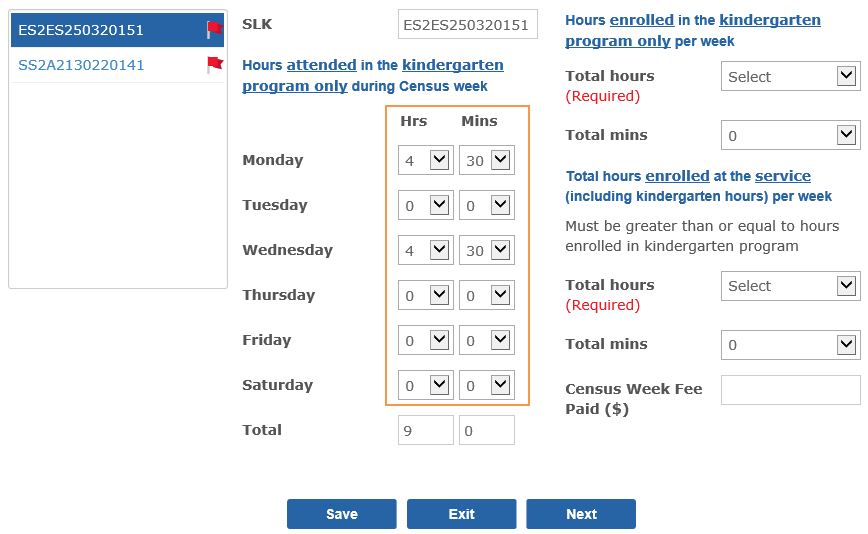 ES2ES250320151
SS2A2130220141
SLK ES2ES250320151
Hours attended in the kindergarten
program only during Census week
Hrs Mins
Monday 4 30
Tuesday 0 0
Wednesday 4 30
Thursday 0 0
Friday 0 0
Saturday 0 0
Total 9 0
Hours enrolled in the kindergarten
program only per week
Total hours Select
(Required)
Total mins 0
Total hours enrolled at the service
(including kindergarten hours) per week
Must be greater than or equal to hours
enrolled in kindergarten program
Total hours Select
(Required)
Total mins 0
Census Week Fee
Paid ($)
Save Exit Next